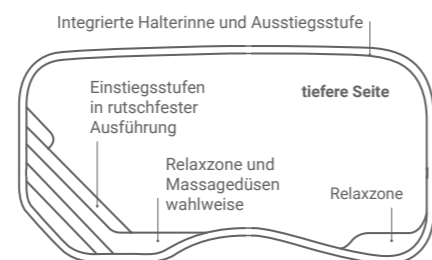 Integrierte Halterinne und Ausstiegsstufe
Einstiegsstufen
in rutschfester
Ausführung
tiefere Seite
Relaxzone und
Massagedüsen
wahlweise
Relaxzone